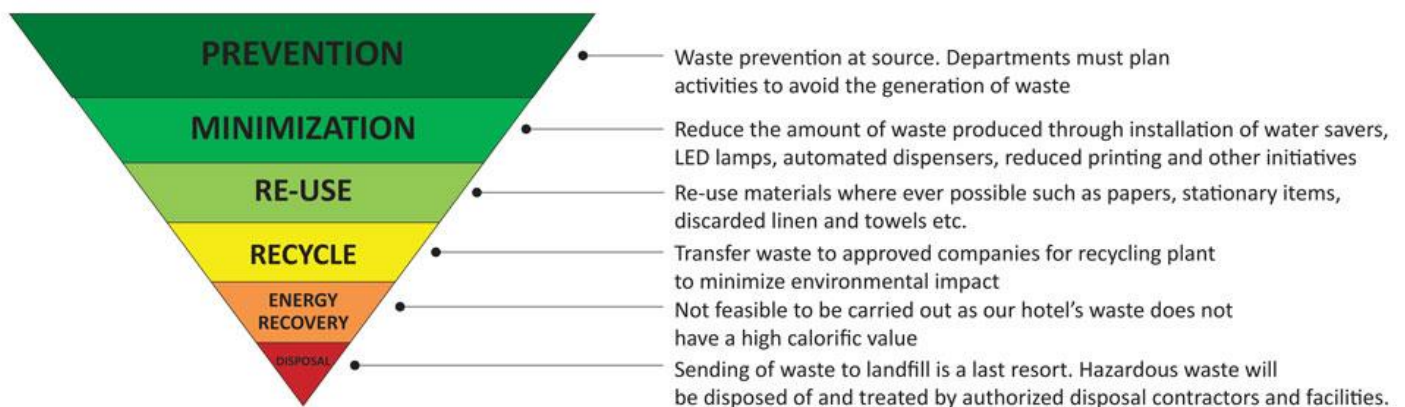 PREVENTION
Waste prevention at source. Departments must plan
activities to avoid the generation of waste
MINIMIZATION
Reduce the amount of waste produced through installation of water savers,
LED lamps, automated dispensers, reduced printing and other initiatives
RE-USE
Re-use materials where ever possible such as papers, stationary items,
discarded linen and towels etc.
RECYCLE
Transfer waste to approved companies for recycling plant
to minimize environmental impact
ENERGY
RECOVERY
Not feasible to be carried out as our hotel's waste does not
have a high calorific value
DISPOSAL
Sending of waste to landfill is a last resort. Hazardous waste will
be disposed of and treated by authorized disposal contractors and facilities.